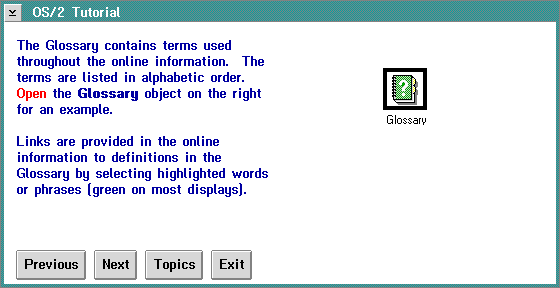 OS/2 Tutorial
The Glossary contains terms used
throughout the online information. The
terms are listed in alphabetic order.
Open the Glossary object on the right
for an example.
Links are provided in the online
information to definitions in the
Glossary by selecting highlighted words
or phrases (green on most displays).
?
Glossary
Previous Next Topics Exit